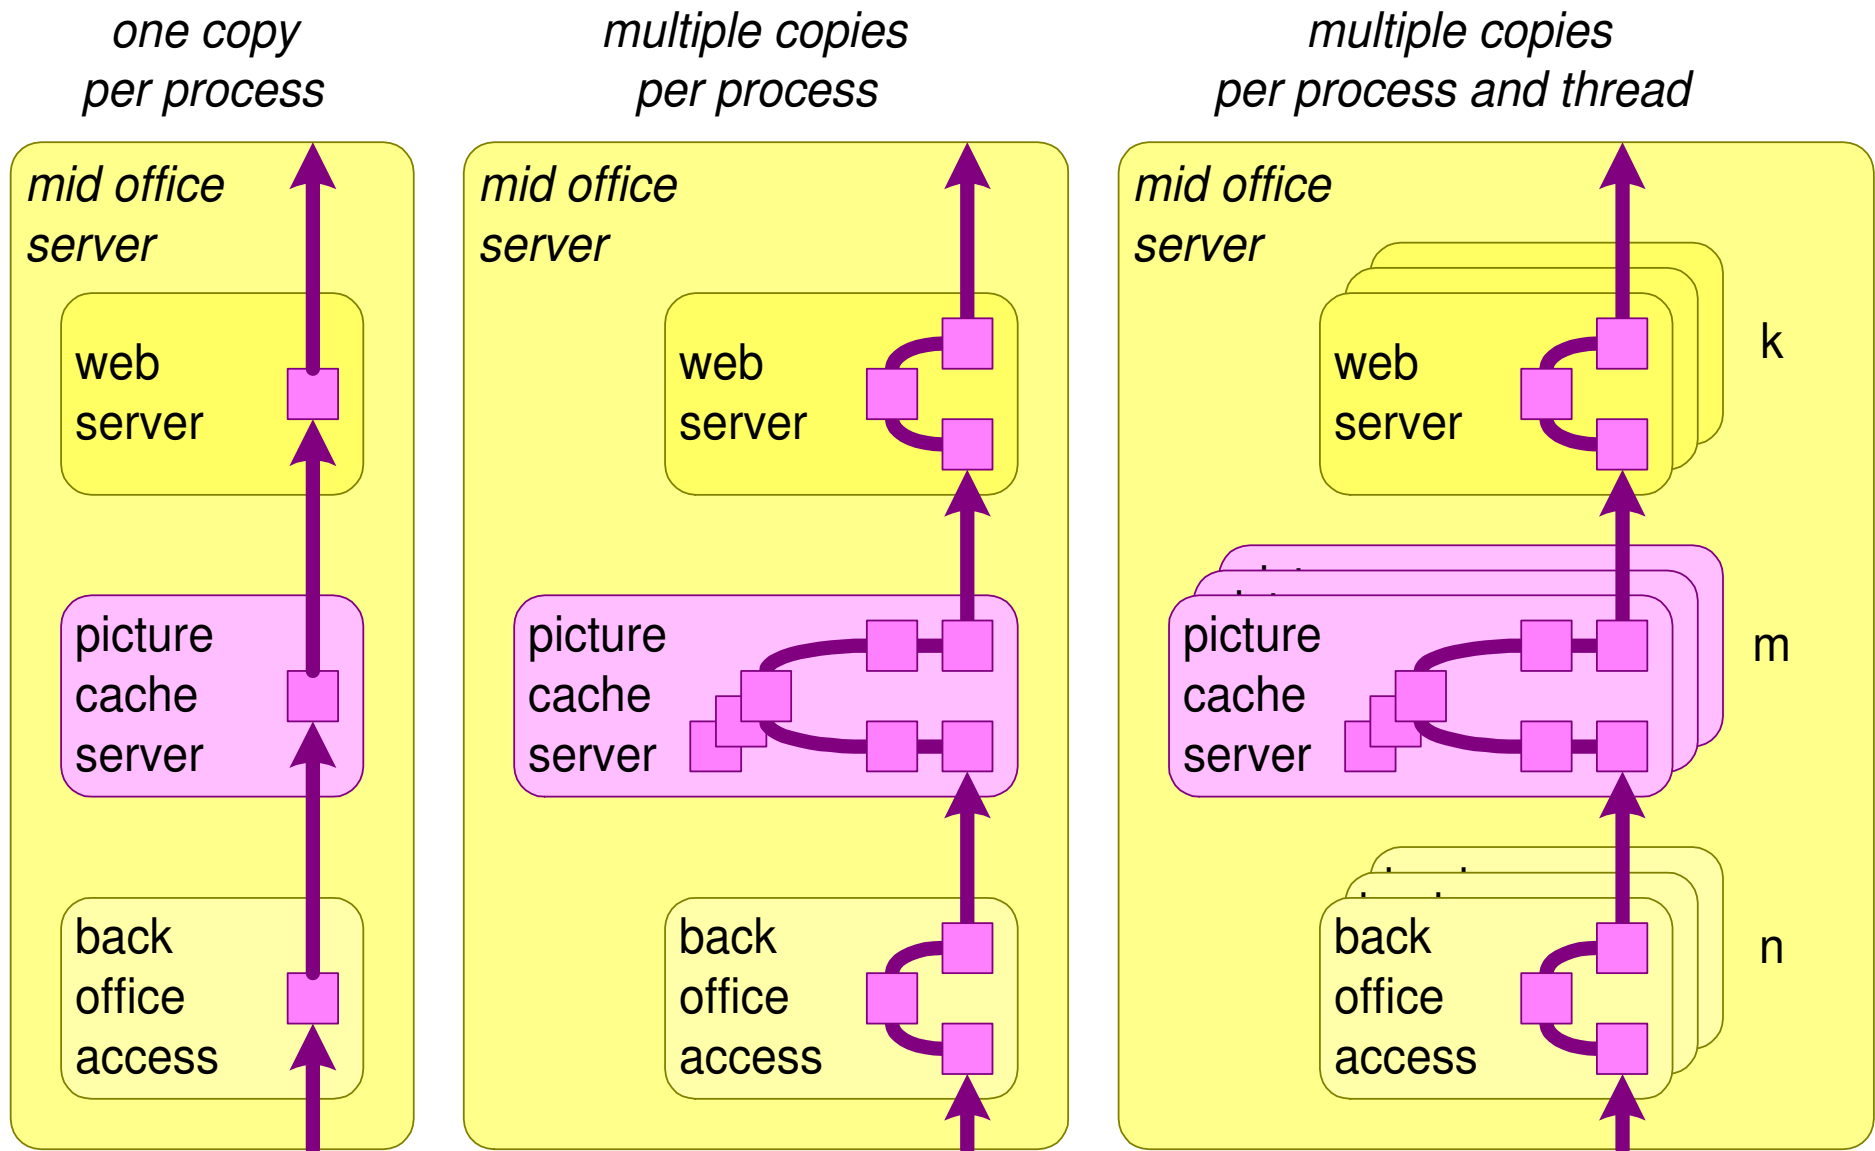 one copy
per process
mid office
server
web
server
picture
cache
server
back
office
access
multiple copies
per process
mid office
server
web
server
picture
cache
server
back
office
access
multiple copies
per process and thread
mid office
server
web
server
k
picture
cache
server
m
back
office
access
n